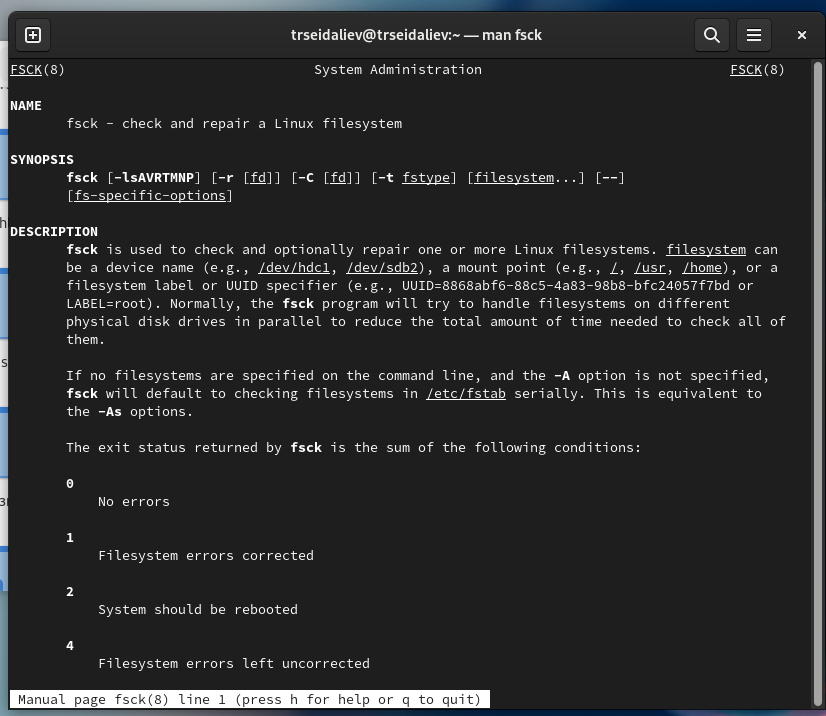 trseidaliev@trseidaliev:~ — man fsck
FSCK(8) System Administration FSCK(8)
NAME
fsck - check and repair a Linux filesystem
SYNOPSIS
fsck [-lsAVRTMNP] [-r [fd]] [-C [fd]] [-t fstype] [filesystem...] [--]
[fs-specific-options]
DESCRIPTION
fsck is used to check and optionally repair one or more Linux filesystems. filesystem can
be a device name (e.g., /dev/hdc1, /dev/sdb2), a mount point (e.g., /, /usr, /home), or a
filesystem label or UUID specifier (e.g., UUID=8868abf6-88c5-4a83-98b8-bfc24057f7bd or
LABEL=root). Normally, the fsck program will try to handle filesystems on different
physical disk drives in parallel to reduce the total amount of time needed to check all of
them.
If no filesystems are specified on the command line, and the -A option is not specified,
fsck will default to checking filesystems in /etc/fstab serially. This is equivalent to
the -As options.
The exit status returned by fsck is the sum of the following conditions:
0
No errors
1
Filesystem errors corrected
2
System should be rebooted
4
Filesystem errors left uncorrected
Manual page fsck(8) line 1 (press h for help or q to quit)